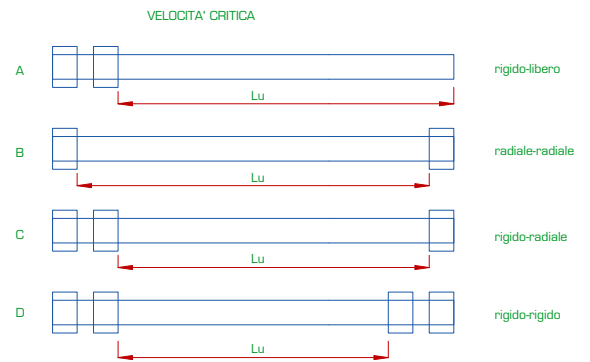 VELOCITA' CRITICA
A
rigido-libero
Lu
B
radiale-radiale
Lu
C
rigido-radiale
Lu
D
rigido-rigido
Lu